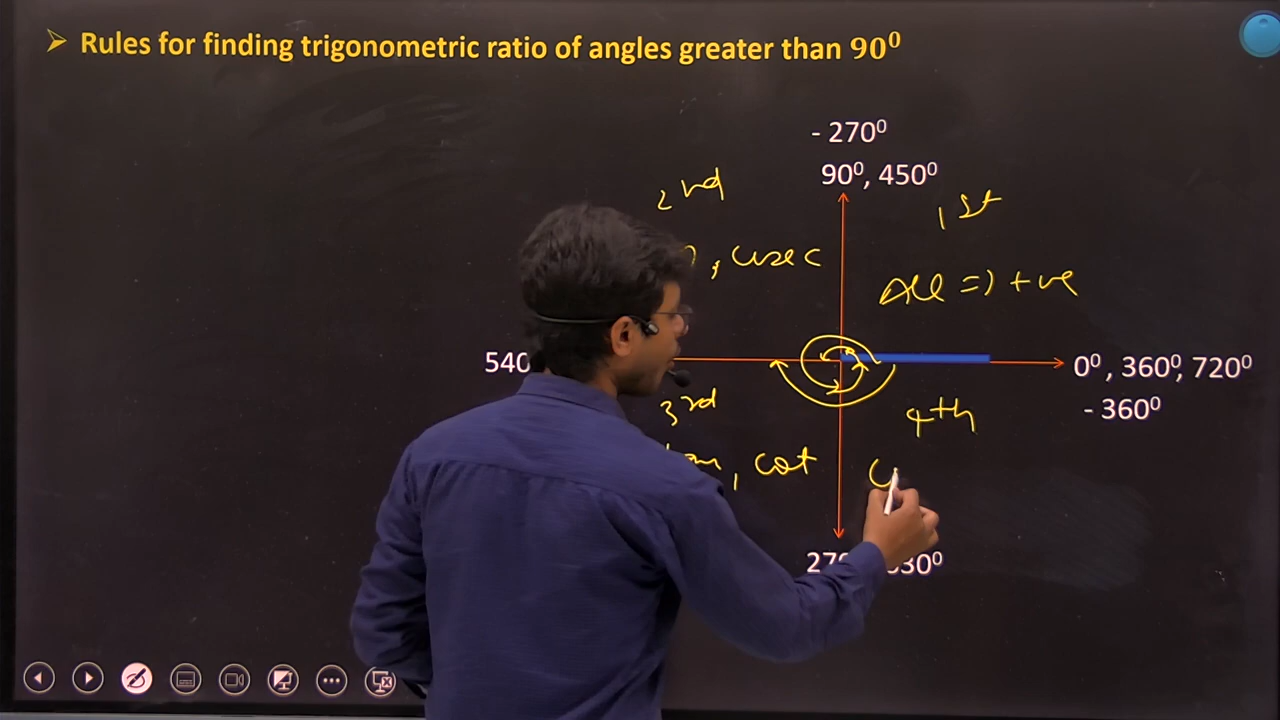 ➤ Rules for finding trigonometric ratio of angles greater than 90⁰
- 270⁰
90⁰, 450⁰
2nd
1st
, cosec
All => +ve
540
0⁰, 360⁰, 720⁰
- 360⁰
3rd
4th
, cot